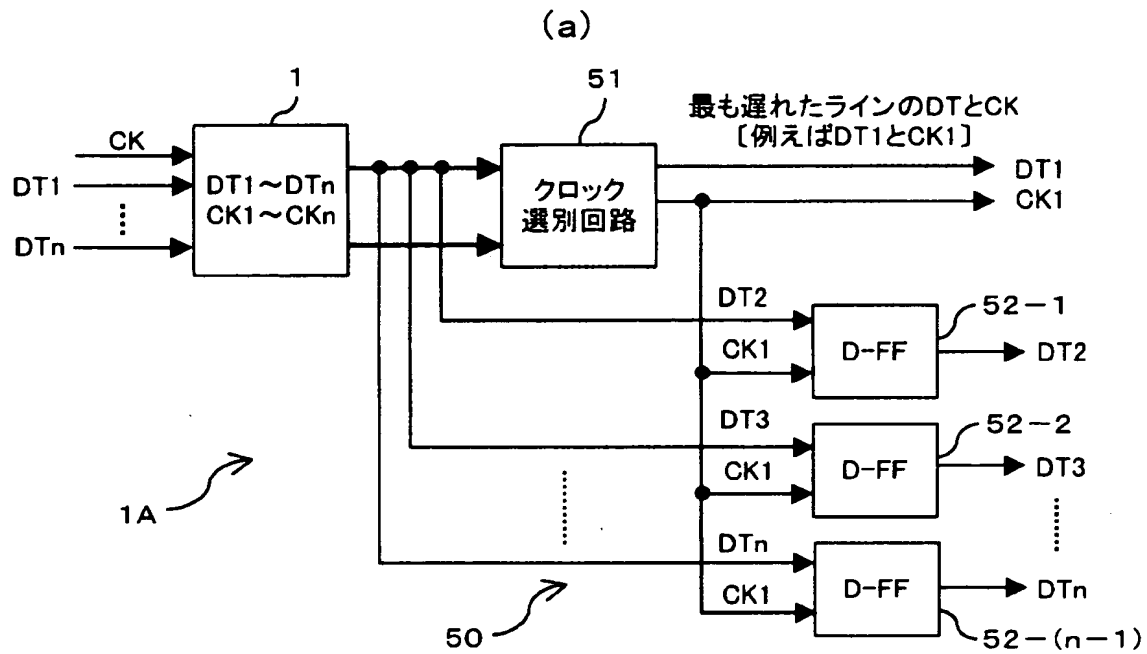 (a)
1
51
最も遅れたラインのDTとCK
[例えばDT1とCK1]
CK
DT1
DTn
DT1~DTn
CK1~CKn
クロック
選別回路
DT1
CK1
DT2
CK1
D-FF
52-1
DT2
DT3
CK1
D-FF
52-2
DT3
1A
DTn
CK1
D-FF
DTn
50
52-(n-1)